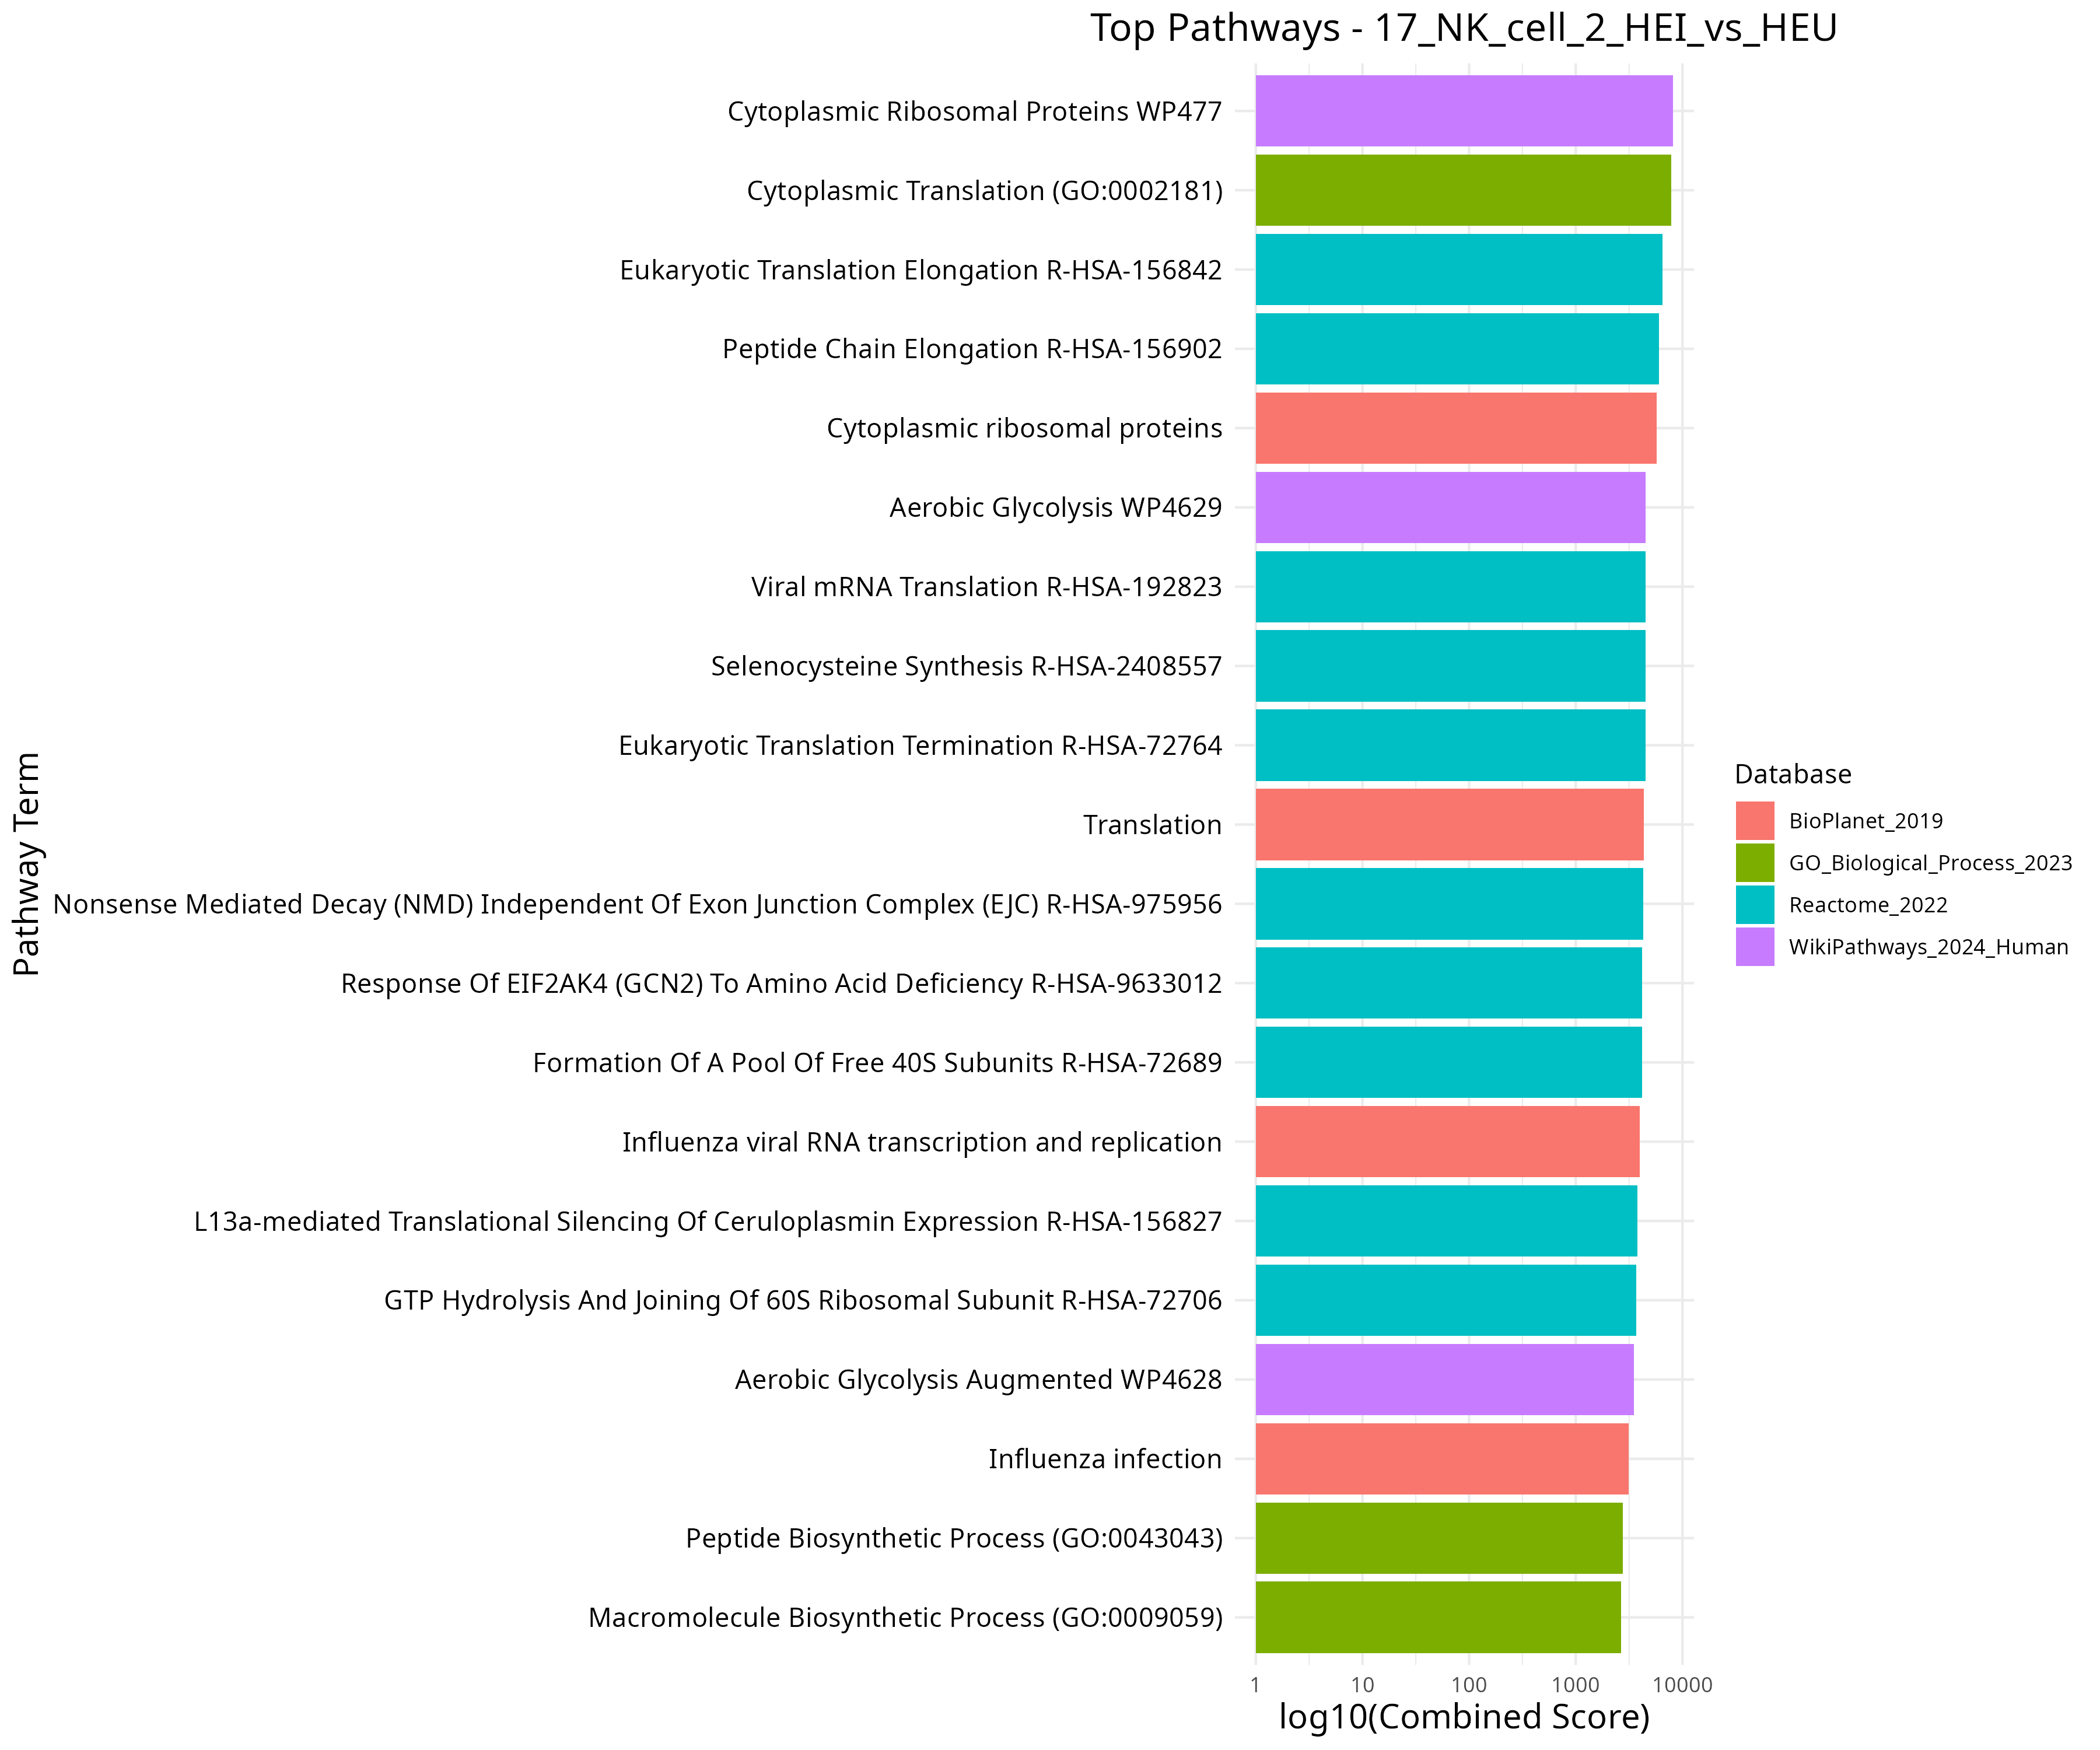 Top Pathways - 17_NK_cell_2_HEI_vs_HEU
Pathway Term
Cytoplasmic Ribosomal Proteins WP477
Cytoplasmic Translation (GO:0002181)
Eukaryotic Translation Elongation R-HSA-156842
Peptide Chain Elongation R-HSA-156902
Cytoplasmic ribosomal proteins
Aerobic Glycolysis WP4629
Viral mRNA Translation R-HSA-192823
Selenocysteine Synthesis R-HSA-2408557
Eukaryotic Translation Termination R-HSA-72764
Translation
Nonsense Mediated Decay (NMD) Independent Of Exon Junction Complex (EJC) R-HSA-975956
Response Of EIF2AK4 (GCN2) To Amino Acid Deficiency R-HSA-9633012
Formation Of A Pool Of Free 40S Subunits R-HSA-72689
Influenza viral RNA transcription and replication
L13a-mediated Translational Silencing Of Ceruloplasmin Expression R-HSA-156827
GTP Hydrolysis And Joining Of 60S Ribosomal Subunit R-HSA-72706
Aerobic Glycolysis Augmented WP4628
Influenza infection
Peptide Biosynthetic Process (GO:0043043)
Macromolecule Biosynthetic Process (GO:0009059)
1 10 100 1000 10000
log10(Combined Score)
Database
BioPlanet_2019
GO_Biological_Process_2023
Reactome_2022
WikiPathways_2024_Human